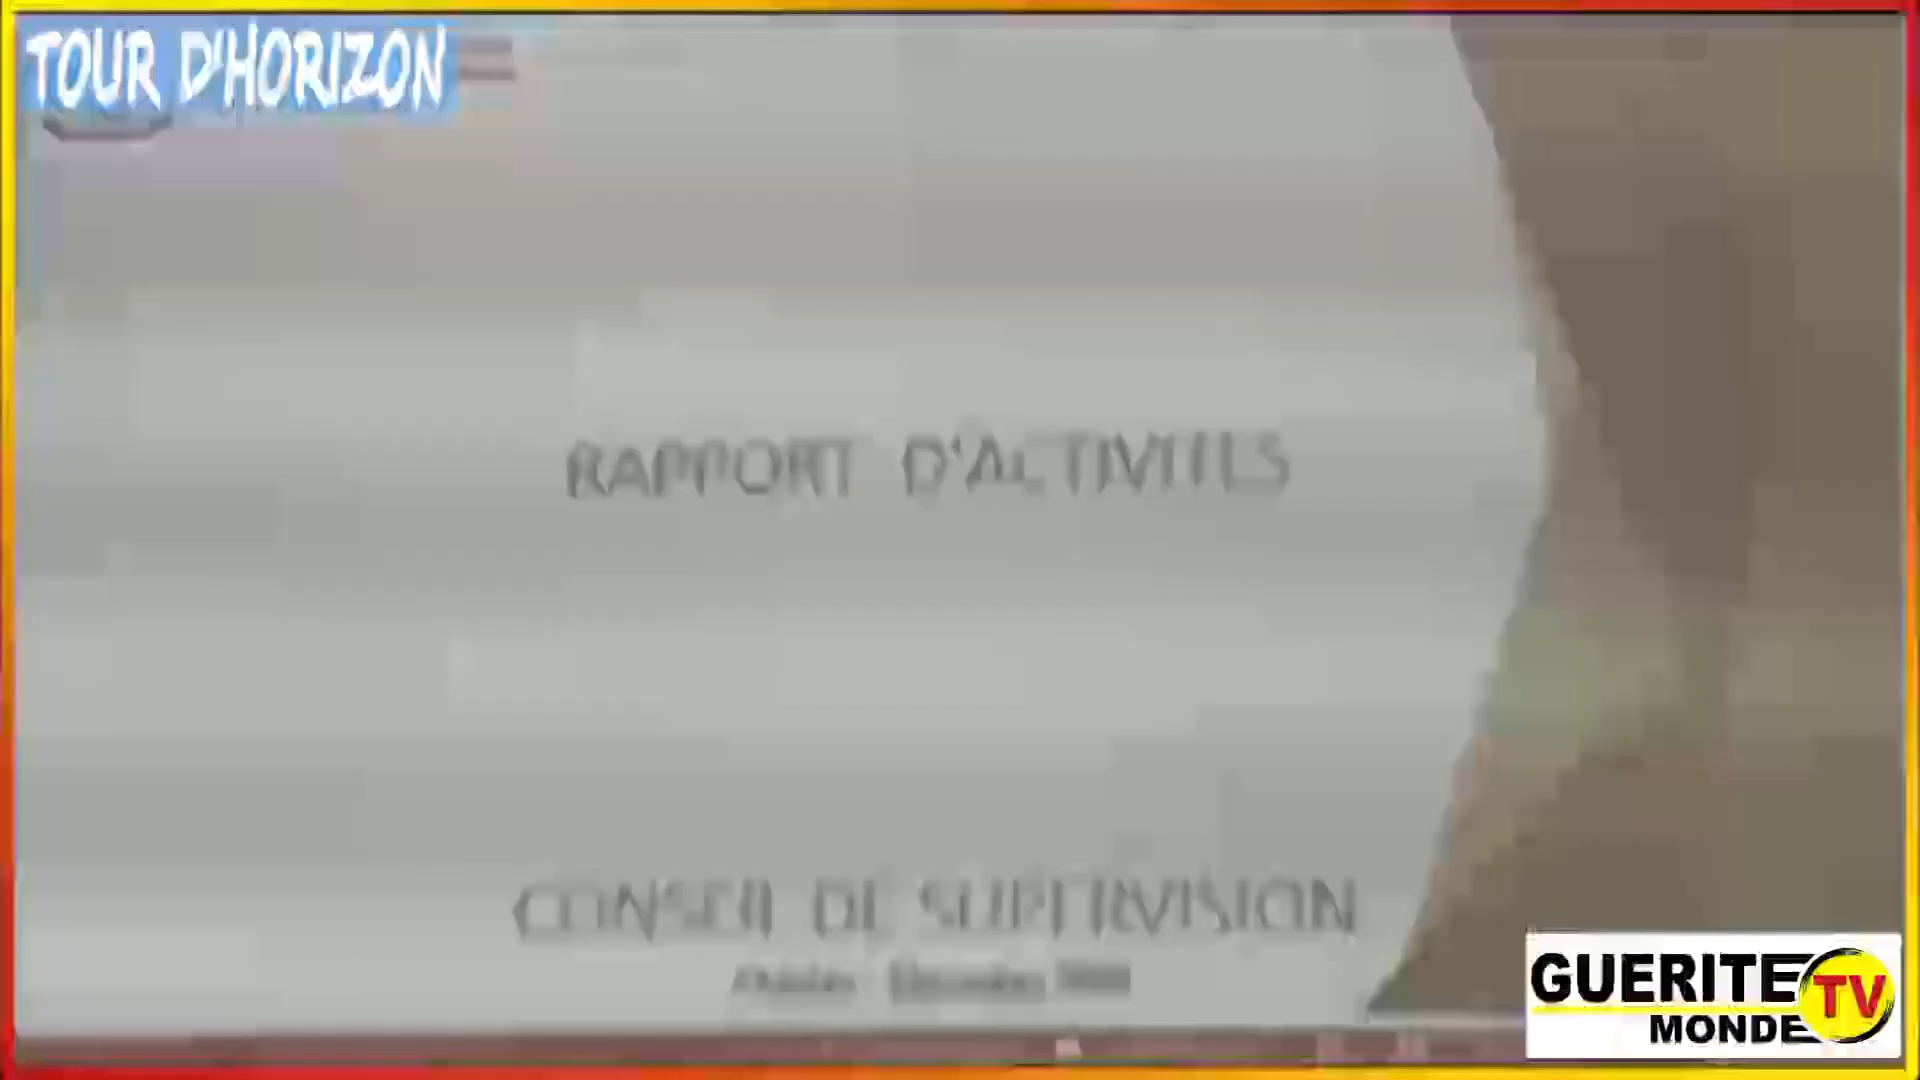 TOUR D'HORIZON
RAPPORT D'ACTIVITES
CONSEIL DE SUPERVISION
GUERITE TV
MONDE